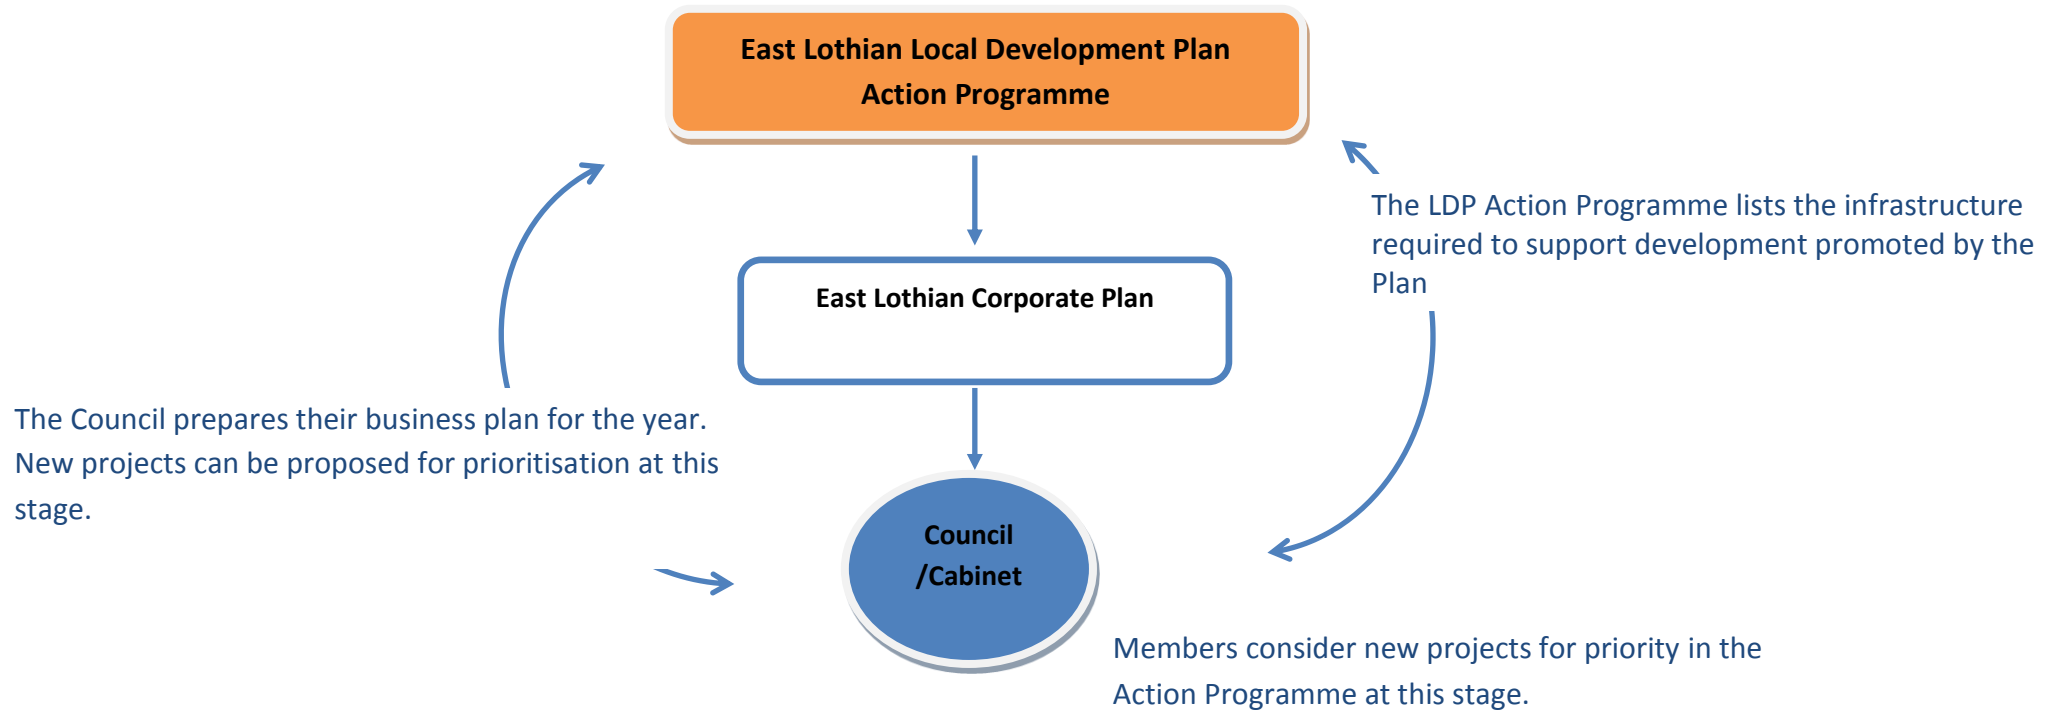 East Lothian Local Development Plan
Action Programme
The LDP Action Programme lists the infrastructure
required to support development promoted by the
Plan
East Lothian Corporate Plan
The Council prepares their business plan for the year.
New projects can be proposed for prioritisation at this
stage.
Council
/Cabinet
Members consider new projects for priority in the
Action Programme at this stage.